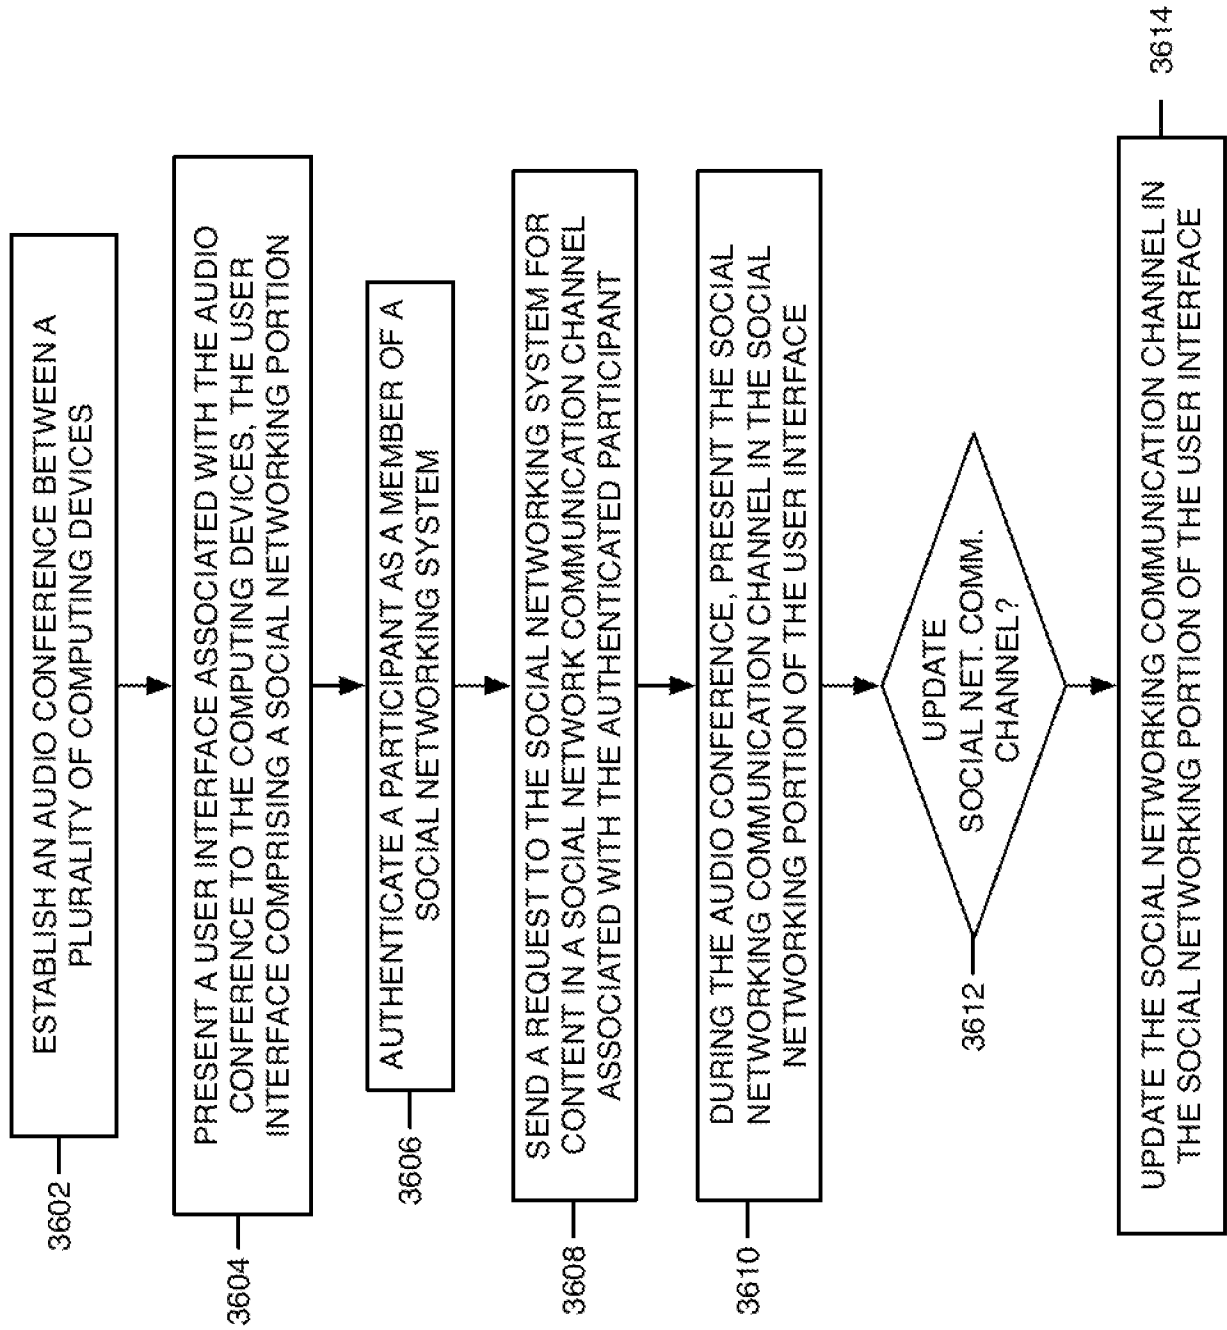 3602
ESTABLISH AN AUDIO CONFERENCE BETWEEN A
PLURALITY OF COMPUTING DEVICES
3604
PRESENT A USER INTERFACE ASSOCIATED WITH THE AUDIO
CONFERENCE TO THE COMPUTING DEVICES, THE USER
INTERFACE COMPRISING A SOCIAL NETWORKING PORTION
3606
AUTHENTICATE A PARTICIPANT AS A MEMBER OF A
SOCIAL NETWORKING SYSTEM
3608
SEND A REQUEST TO THE SOCIAL NETWORKING SYSTEM FOR
CONTENT IN A SOCIAL NETWORK COMMUNICATION CHANNEL
ASSOCIATED WITH THE AUTHENTICATED PARTICIPANT
3610
DURING THE AUDIO CONFERENCE, PRESENT THE SOCIAL
NETWORKING COMMUNICATION CHANNEL IN THE SOCIAL
NETWORKING PORTION OF THE USER INTERFACE
3612
UPDATE
SOCIAL NET. COMM.
CHANNEL?
3614
UPDATE THE SOCIAL NETWORKING COMMUNICATION CHANNEL IN
THE SOCIAL NETWORKING PORTION OF THE USER INTERFACE